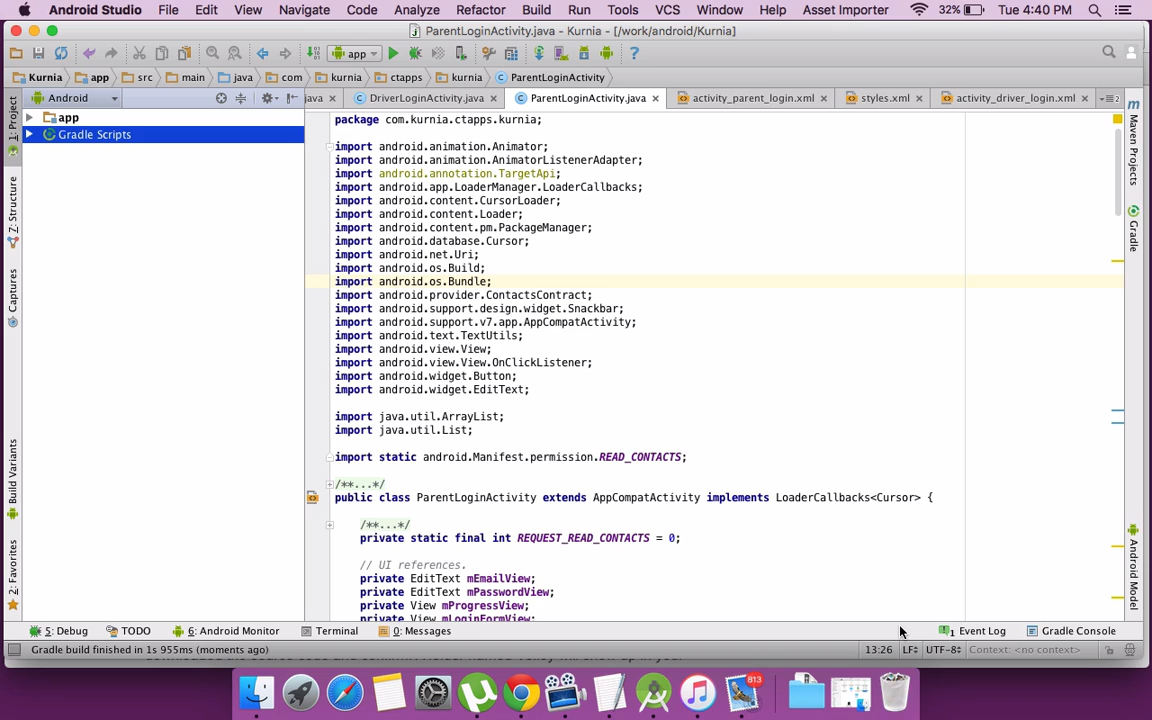 Android Studio File Edit View Navigate Code Analyze Refactor Build Run Tools VCS Window Help Asset Importer 32% Tue 4:40 PM
ParentLoginActivity.java - Kurnia - [/work/android/Kurnia]
app
Kurnia app src main java com kurnia ctapps kurnia ParentLoginActivity
Android
java DriverLoginActivity.java ParentLoginActivity.java activity_parent_login.xml styles.xml activity_driver_login.xml 2
app
Gradle Scripts
1: Project
7: Structure
Captures
Build Variants
2: Favorites
package com.kurnia.ctapps.kurnia;
import android.animation.Animator;
import android.animation.AnimatorListenerAdapter;
import android.annotation.TargetApi;
import android.app.LoaderManager.LoaderCallbacks;
import android.content.CursorLoader;
import android.content.Loader;
import android.content.pm.PackageManager;
import android.database.Cursor;
import android.net.Uri;
import android.os.Build;
import android.os.Bundle;
import android.provider.ContactsContract;
import android.support.design.widget.Snackbar;
import android.support.v7.app.AppCompatActivity;
import android.text.TextUtils;
import android.view.View;
import android.view.View.OnClickListener;
import android.widget.Button;
import android.widget.EditText;
import java.util.ArrayList;
import java.util.List;
import static android.Manifest.permission.READ_CONTACTS;
/**...*/
public class ParentLoginActivity extends AppCompatActivity implements LoaderCallbacks<Cursor> {
/**...*/
private static final int REQUEST_READ_CONTACTS = 0;
// UI references.
private EditText mEmailView;
private EditText mPasswordView;
private View mProgressView;
private View mLoginFormView;
m Maven Projects
Gradle
Android Model
5: Debug TODO 6: Android Monitor Terminal 0: Messages 1 Event Log Gradle Console
Gradle build finished in 1s 955ms (moments ago) 13:26 LF UTF-8 Context: <no context>
813